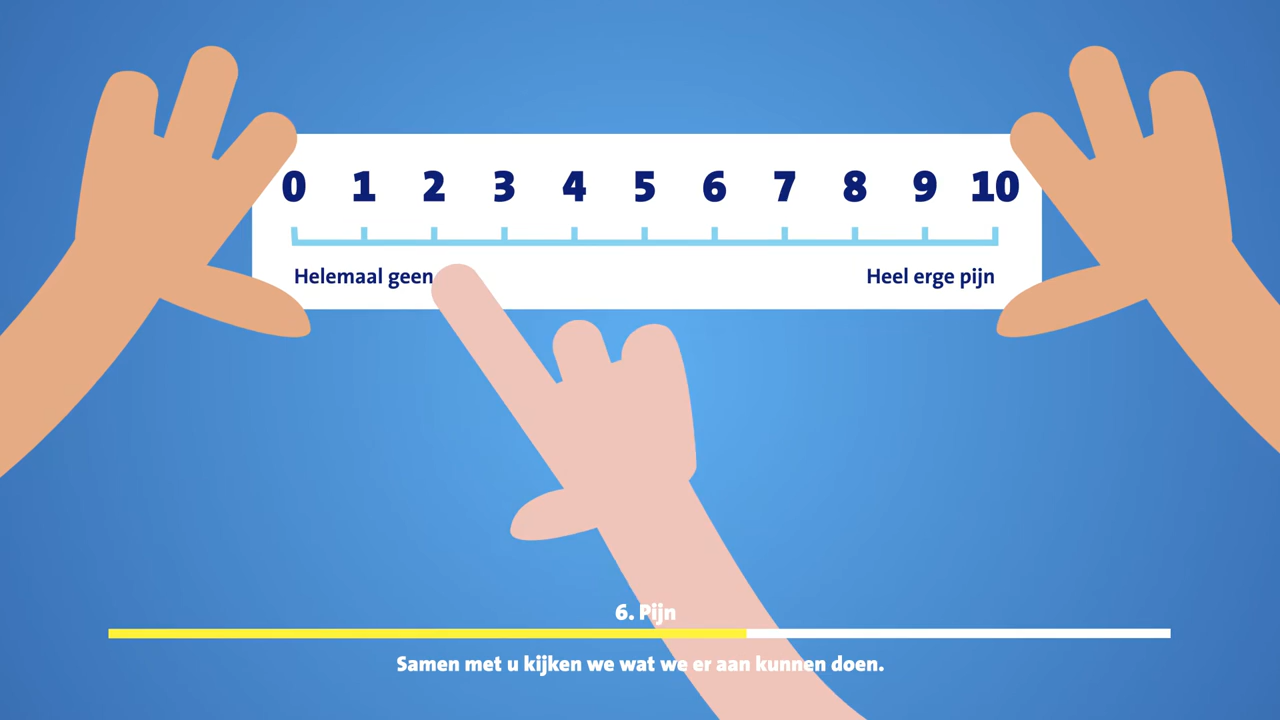 0 1 2 3 4 5 6 7 8 9 10
Helemaal geen
Heel erge pijn
6. Pijn
Samen met u kijken we wat we er aan kunnen doen.